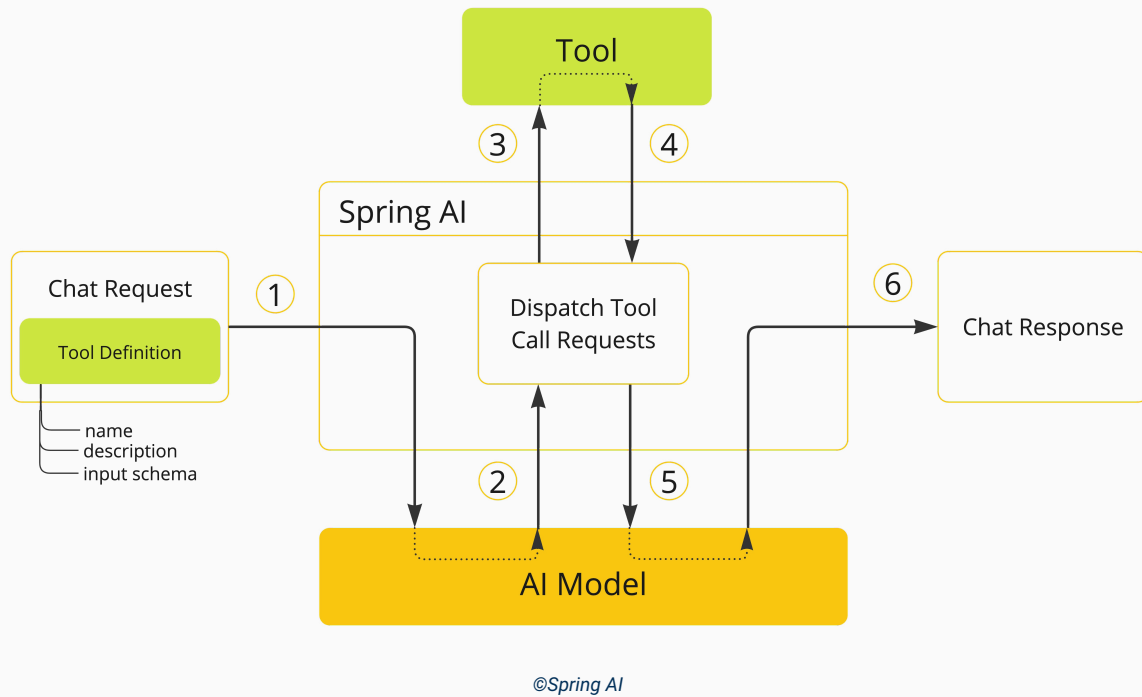 Tool
3
4
Spring AI
Chat Request
1
Tool Definition
name
description
input schema
Dispatch Tool
Call Requests
6
Chat Response
2
5
AI Model
©Spring AI